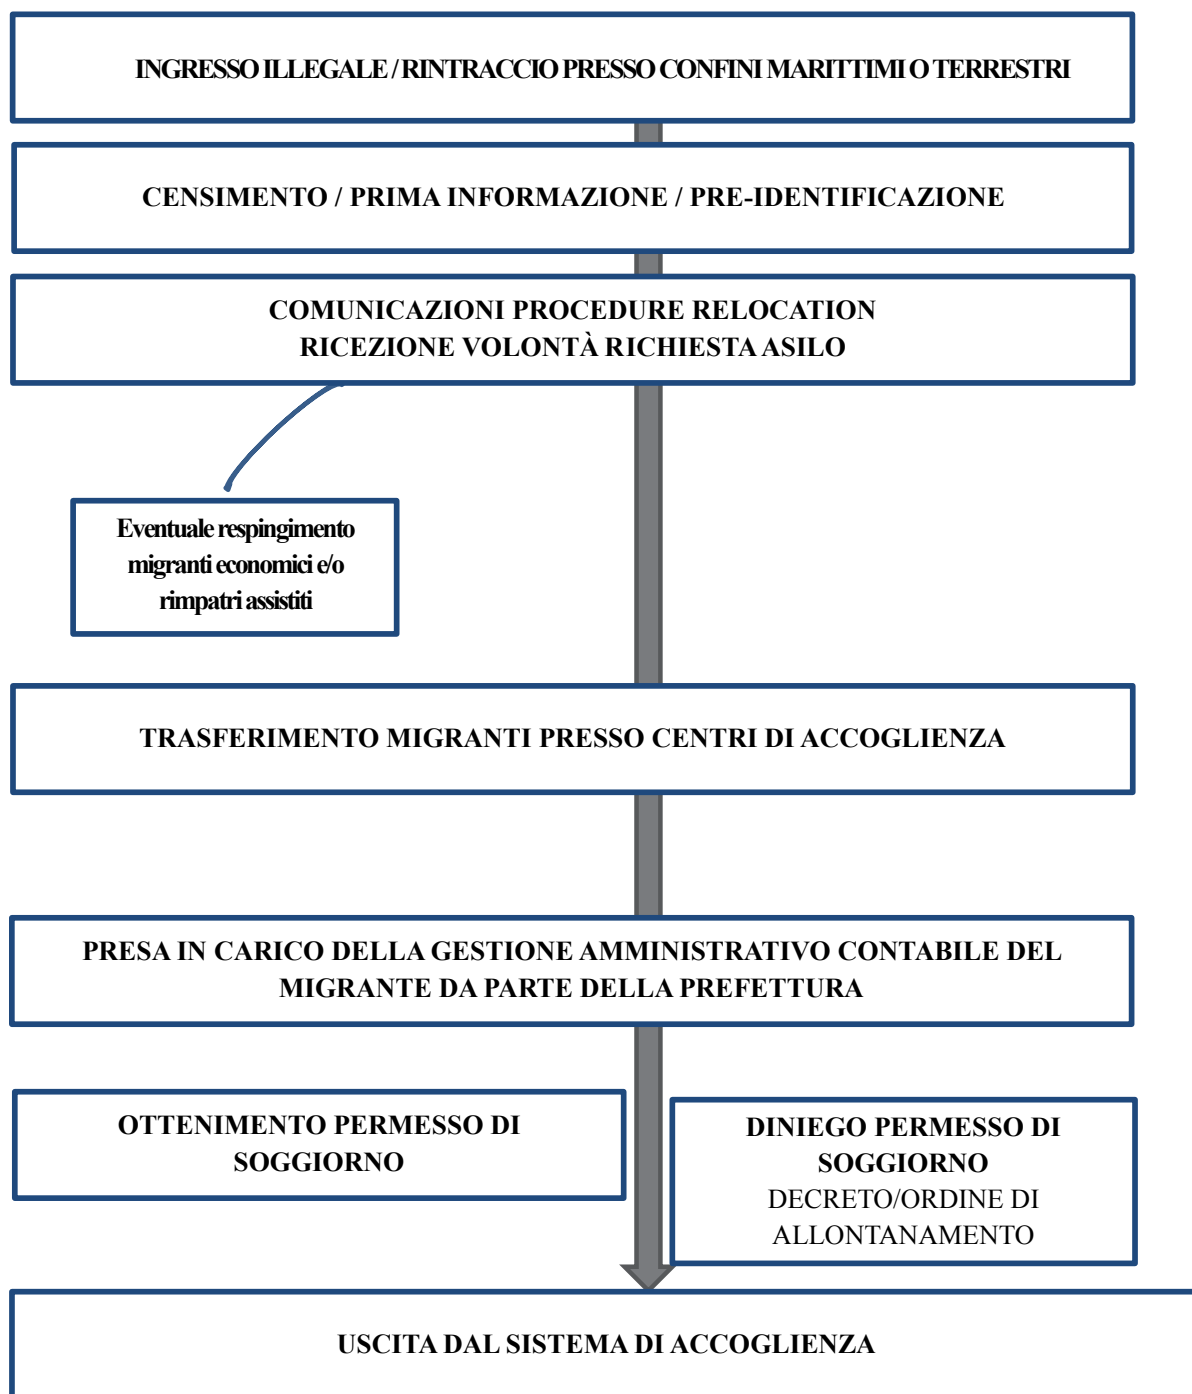 INGRESSO ILLEGALE / RINTRACCIO PRESSO CONFINI MARITTIMI O TERRESTRI
CENSIMENTO / PRIMA INFORMAZIONE / PRE-IDENTIFICAZIONE
COMUNICAZIONI PROCEDURE RELOCATION
RICEZIONE VOLONTÀ RICHIESTA ASILO
Eventuale respingimento
migranti economici e/o
rimpatri assistiti
TRASFERIMENTO MIGRANTI PRESSO CENTRI DI ACCOGLIENZA
PRESA IN CARICO DELLA GESTIONE AMMINISTRATIVO CONTABILE DEL
MIGRANTE DA PARTE DELLA PREFETTURA
OTTENIMENTO PERMESSO DI
SOGGIORNO
DINIEGO PERMESSO DI
SOGGIORNO
DECRETO/ORDINE DI
ALLONTANAMENTO
USCITA DAL SISTEMA DI ACCOGLIENZA